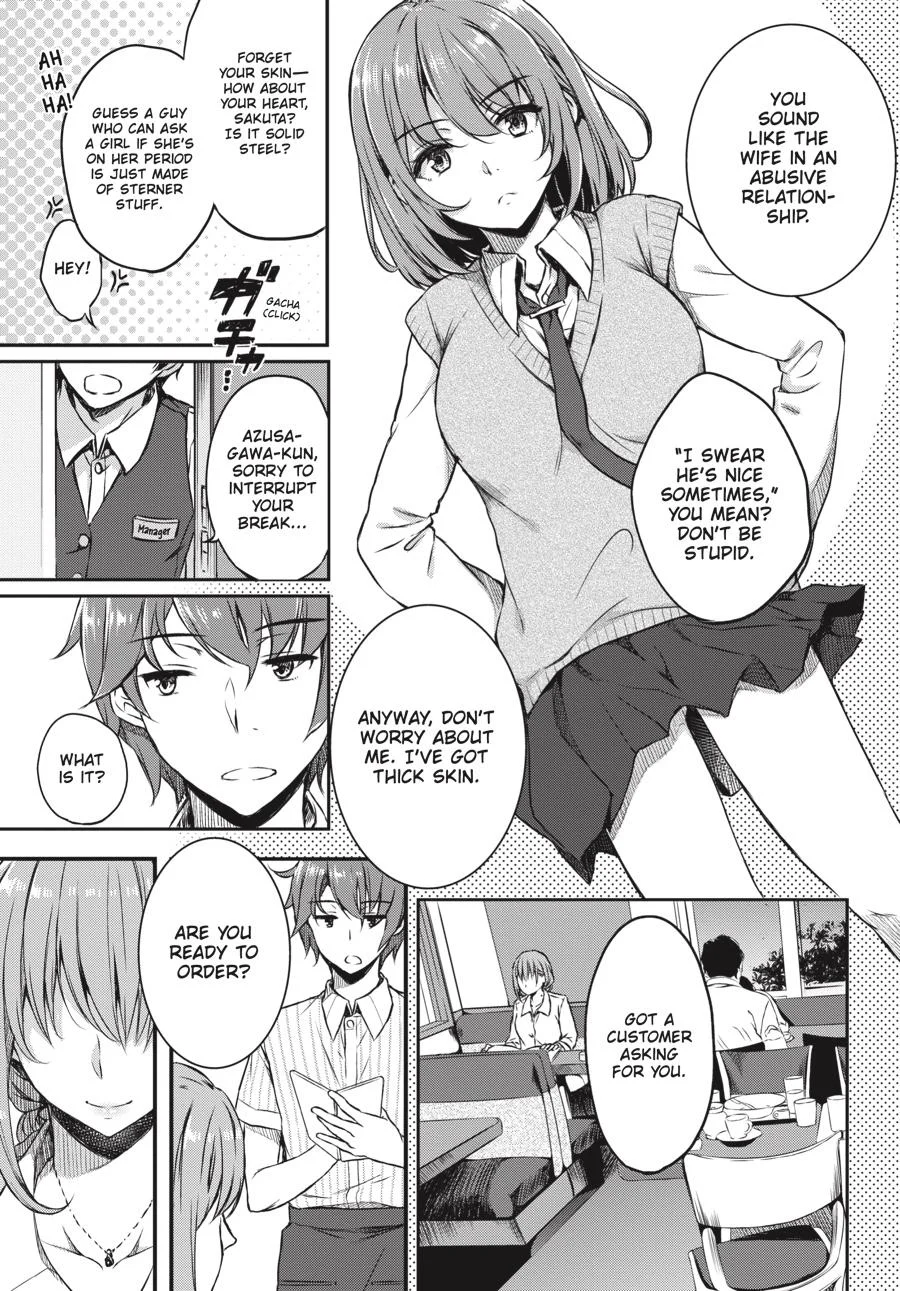 YOU
SOUND
LIKE THE
WIFE IN AN
ABUSIVE
RELATION-
SHIP.
"I SWEAR
HE'S NICE
SOMETIMES,"
YOU MEAN?
DON'T BE
STUPID.
ANYWAY, DON'T
WORRY ABOUT
ME. I'VE GOT
THICK SKIN.
FORGET
YOUR SKIN—
HOW ABOUT
YOUR HEART,
SAKUTA?
IS IT SOLID
STEEL?
GUESS A GUY
WHO CAN ASK
A GIRL IF SHE'S
ON HER PERIOD
IS JUST MADE
OF STERNER
STUFF.
AH
HA
HA!
HEY!
ガチャ…
GACHA
(CLICK)
AZUSA-
GAWA-KUN,
SORRY TO
INTERRUPT
YOUR
BREAK...
Manager
WHAT
IS IT?
GOT A
CUSTOMER
ASKING
FOR YOU.
ARE YOU
READY TO
ORDER?